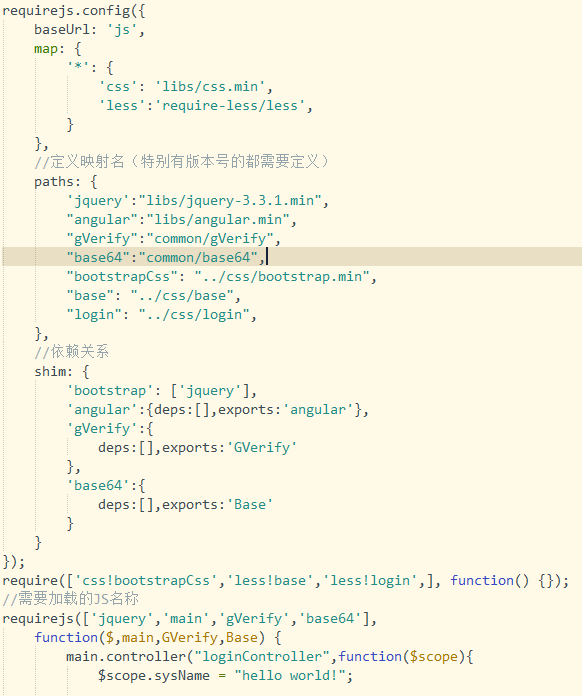 requirejs.config({
    baseUrl: 'js',
    map: {
        '*': {
            'css': 'libs/css.min',
            'less':'require-less/less',
        }
    },
    //定义映射名（特别有版本号的都需要定义）
    paths: {
        'jquery':"libs/jquery-3.3.1.min",
        "angular":"libs/angular.min",
        "gVerify":"common/gVerify",
        "base64":"common/base64",
        "bootstrapCss": "../css/bootstrap.min",
        "base": "../css/base",
        "login": "../css/login",
    },
    //依赖关系
    shim: {
        'bootstrap': ['jquery'],
        'angular':{deps:[],exports:'angular'},
        'gVerify':{
            deps:[],exports:'GVerify'
        },
        'base64':{
            deps:[],exports:'Base'
        }
    }
});
require(['css!bootstrapCss','less!base','less!login',], function() {});
//需要加载的JS名称
requirejs(['jquery','main','gVerify','base64'],
    function($,main,GVerify,Base) {
        main.controller("loginController",function($scope){
            $scope.sysName = "hello world!";